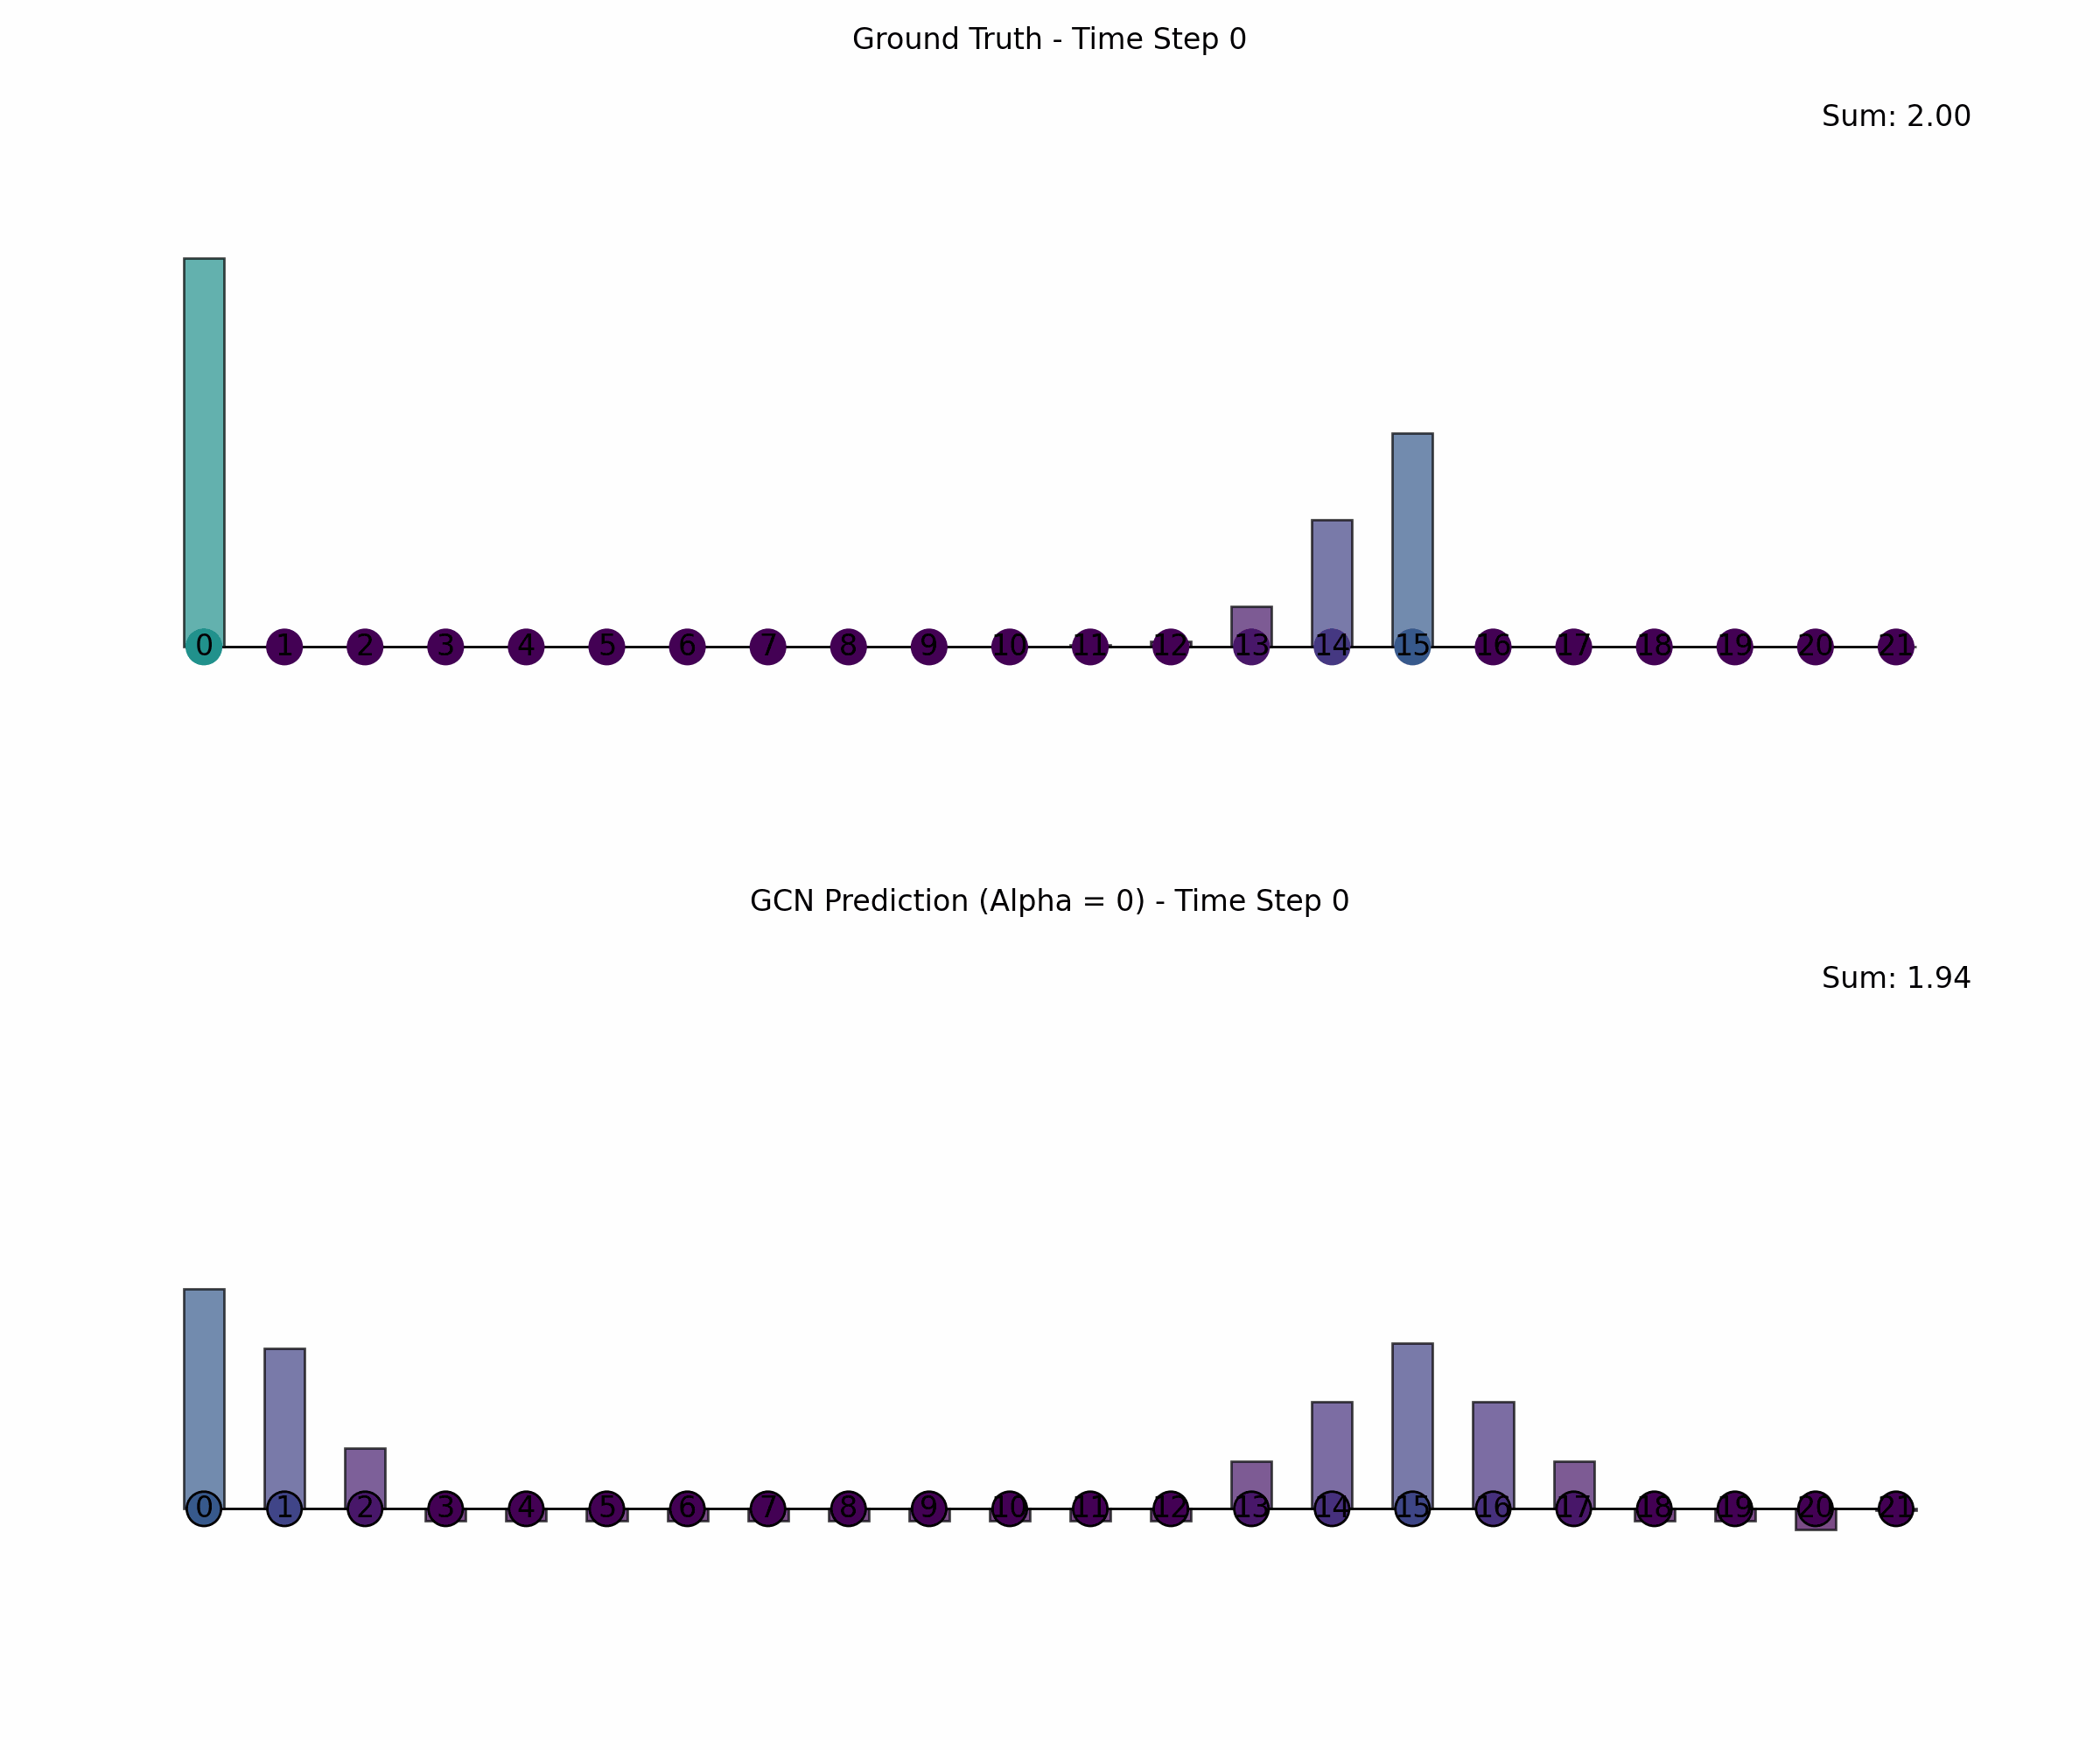 Ground Truth - Time Step 0
Sum: 2.00
0 1 2 3 4 5 6 7 8 9 10 11 12 13 14 15 16 17 18 19 20 21
GCN Prediction (Alpha = 0) - Time Step 0
Sum: 1.94
0 1 2 3 4 5 6 7 8 9 10 11 12 13 14 15 16 17 18 19 20 21